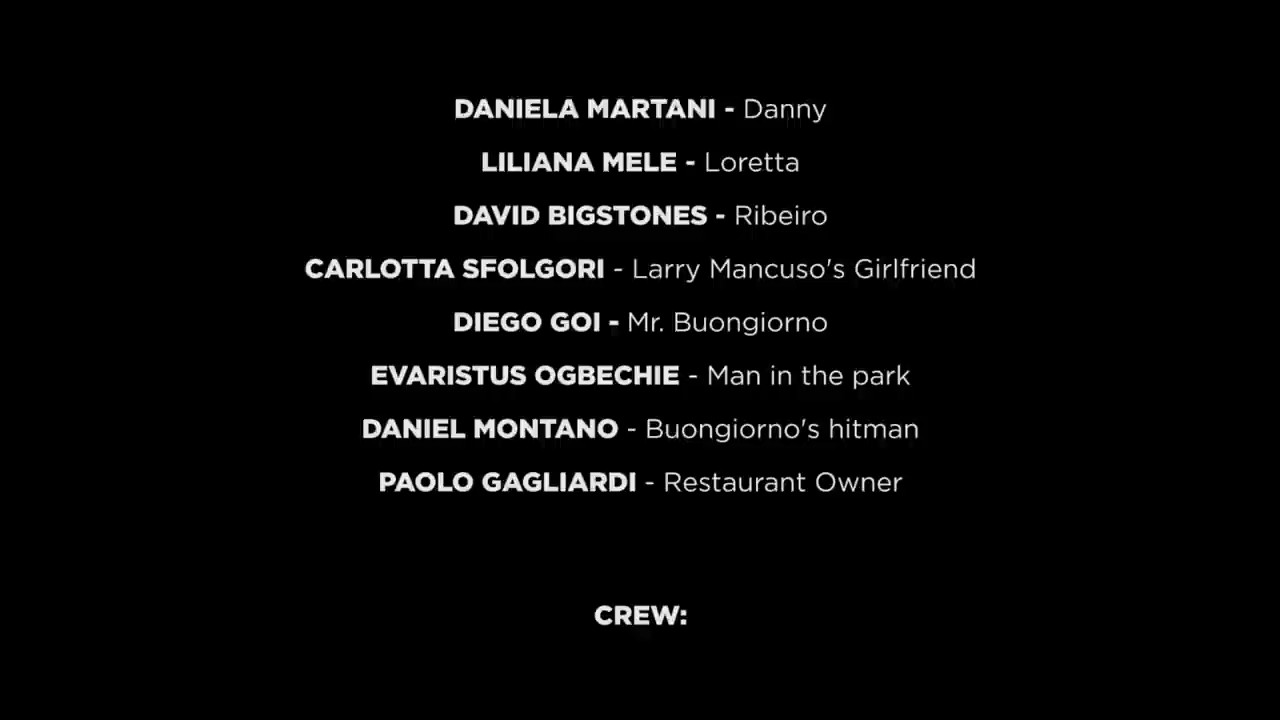 DANIELA MARTANI - Danny
LILIANA MELE - Loretta
DAVID BIGSTONES - Ribeiro
CARLOTTA SFOLGORI - Larry Mancuso's Girlfriend
DIEGO GOI - Mr. Buongiorno
EVARISTUS OGBECHIE - Man in the park
DANIEL MONTANO - Buongiorno's hitman
PAOLO GAGLIARDI - Restaurant Owner
CREW: